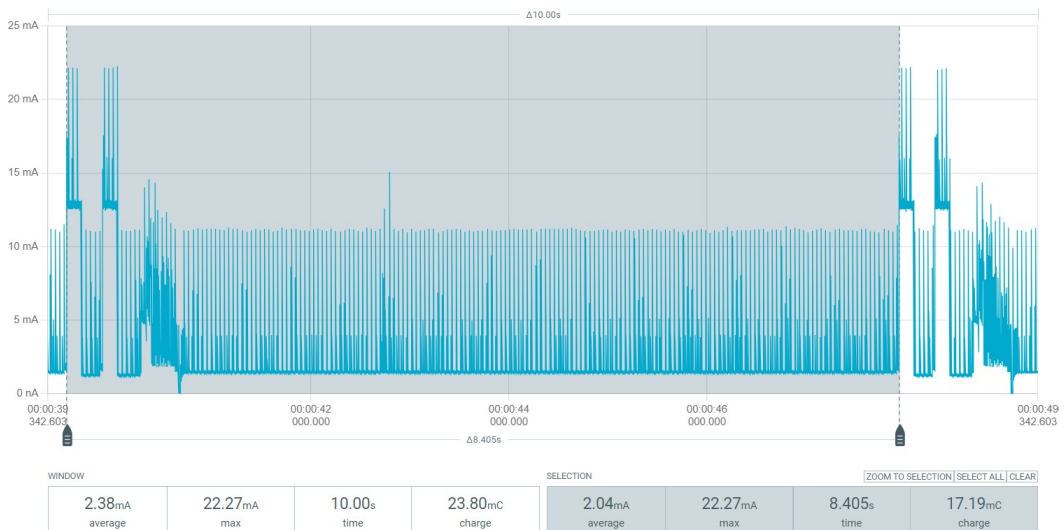 Δ10.00s
25 mA
20 mA
15 mA
10 mA
5 mA
0 nA
00:00:39 00:00:42 00:00:44 00:00:46 00:00:49
342.603 000.000 000.000 000.000 342.603
Δ8.405s
WINDOW
2.38mA 22.27mA 10.00s 23.80mC
average max time charge
SELECTION ZOOM TO SELECTION SELECT ALL CLEAR
2.04mA 22.27mA 8.405s 17.19mC
average max time charge